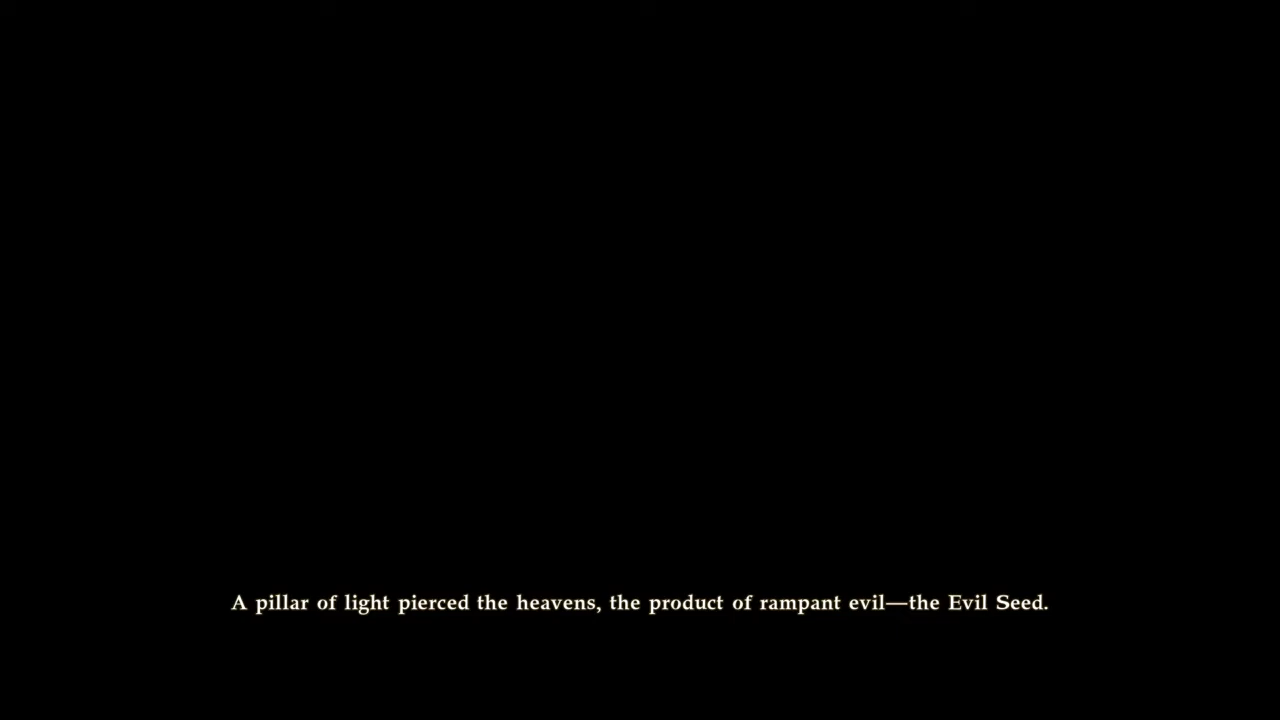 A pillar of light pierced the heavens, the product of rampant evil—the Evil Seed.